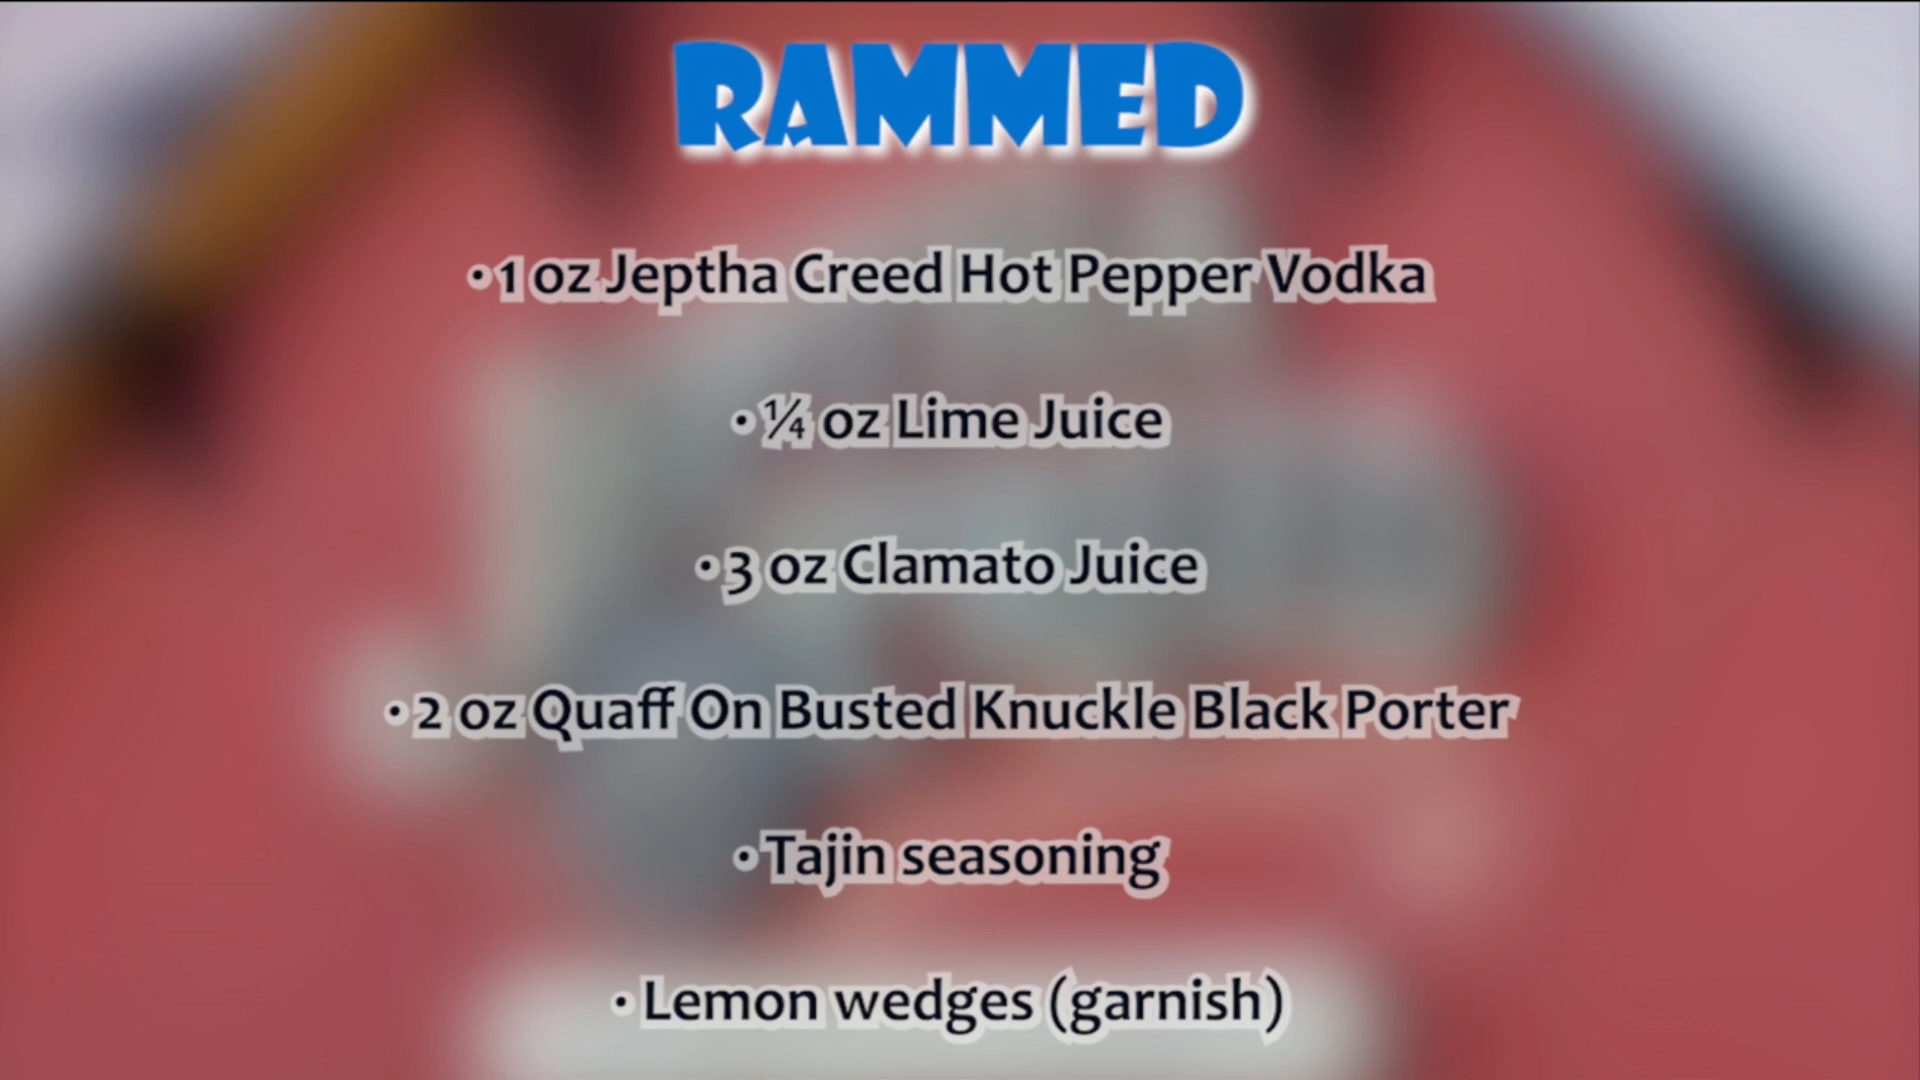 RAMMED
• 1 oz Jeptha Creed Hot Pepper Vodka
• ¼ oz Lime Juice
• 3 oz Clamato Juice
• 2 oz Quaff On Busted Knuckle Black Porter
• Tajin seasoning
• Lemon wedges (garnish)